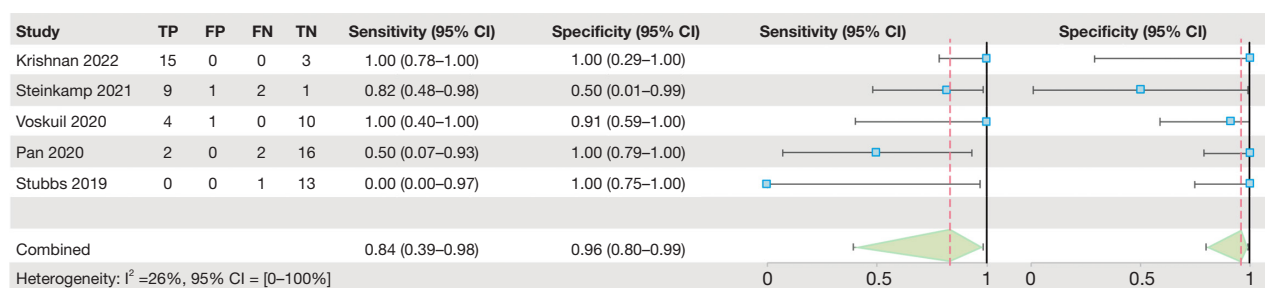 Study TP FP FN TN Sensitivity (95% CI) Specificity (95% CI) Sensitivity (95% CI) Specificity (95% CI)
Krishnan 2022 15 0 0 3 1.00 (0.78–1.00) 1.00 (0.29–1.00)
Steinkamp 2021 9 1 2 1 0.82 (0.48–0.98) 0.50 (0.01–0.99)
Voskuil 2020 4 1 0 10 1.00 (0.40–1.00) 0.91 (0.59–1.00)
Pan 2020 2 0 2 16 0.50 (0.07–0.93) 1.00 (0.79–1.00)
Stubbs 2019 0 0 1 13 0.00 (0.00–0.97) 1.00 (0.75–1.00)
Combined 0.84 (0.39–0.98) 0.96 (0.80–0.99)
Heterogeneity: I² =26%, 95% CI = [0–100%] 0 0.5 1 0 0.5 1